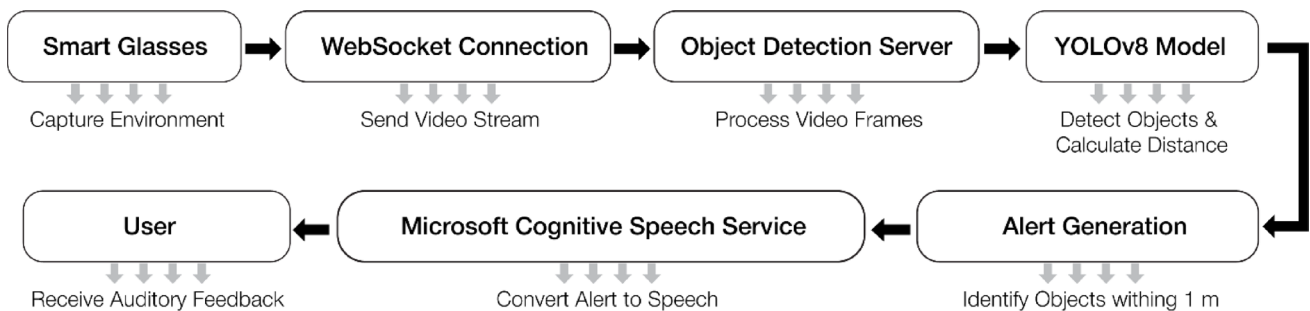 Smart Glasses
WebSocket Connection
Object Detection Server
YOLOv8 Model
Capture Environment
Send Video Stream
Process Video Frames
Detect Objects &
Calculate Distance
User
Microsoft Cognitive Speech Service
Alert Generation
Receive Auditory Feedback
Convert Alert to Speech
Identify Objects withing 1 m